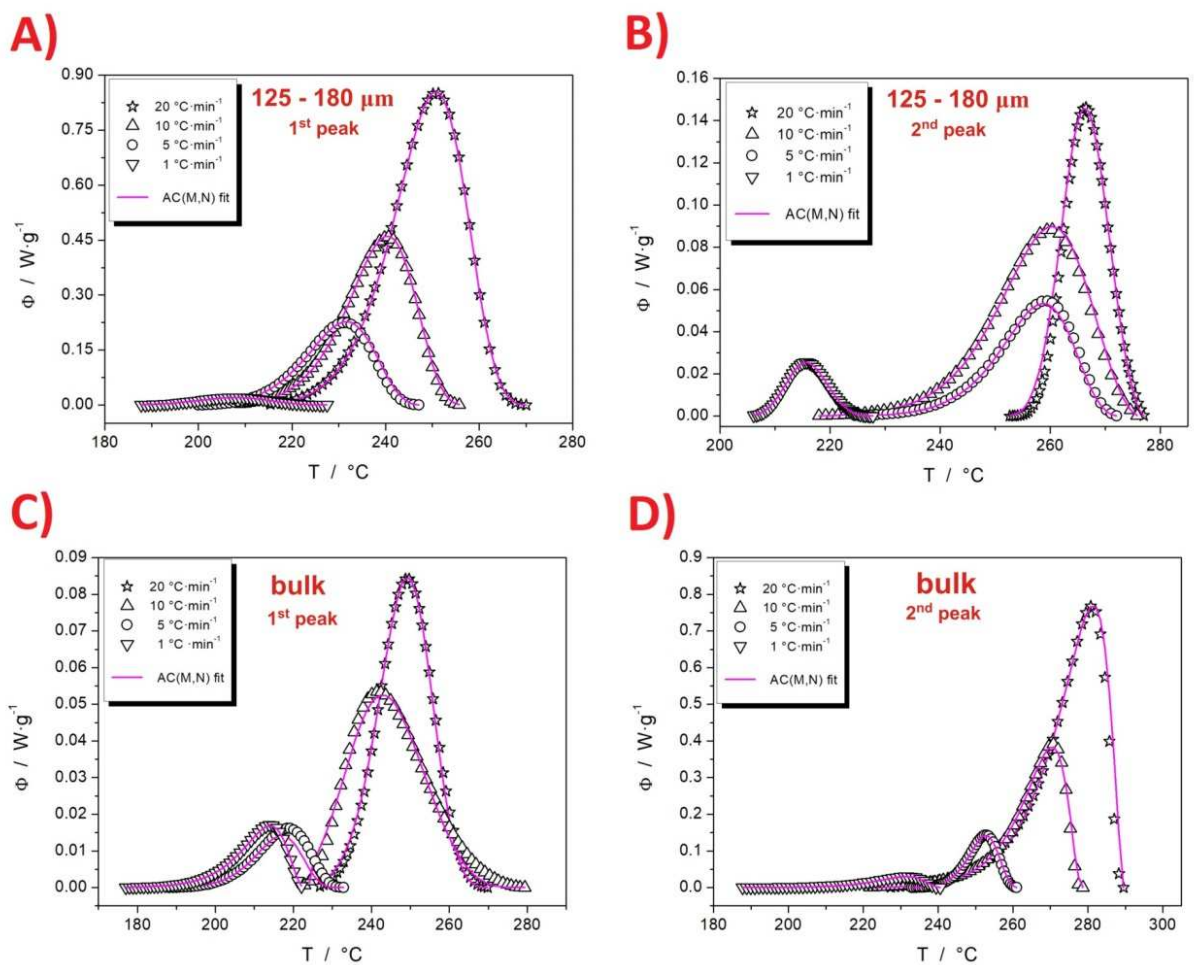 A)
0.90
0.75
0.60
0.45
0.30
0.15
0.00
Φ / W·g⁻¹
20 °C·min⁻¹
10 °C·min⁻¹
5 °C·min⁻¹
1 °C·min⁻¹
AC(M,N) fit
125 - 180 µm
1st peak
180 200 220 240 260 280
T / °C
B)
0.16
0.14
0.12
0.10
0.08
0.06
0.04
0.02
0.00
Φ / W·g⁻¹
20 °C·min⁻¹
10 °C·min⁻¹
5 °C·min⁻¹
1 °C·min⁻¹
AC(M,N) fit
125 - 180 µm
2nd peak
200 220 240 260 280
T / °C
C)
0.09
0.08
0.07
0.06
0.05
0.04
0.03
0.02
0.01
0.00
Φ / W·g⁻¹
20 °C·min⁻¹
10 °C·min⁻¹
5 °C·min⁻¹
1 °C·min⁻¹
AC(M,N) fit
bulk
1st peak
180 200 220 240 260 280
T / °C
D)
0.9
0.8
0.7
0.6
0.5
0.4
0.3
0.2
0.1
0.0
Φ / W·g⁻¹
20 °C·min⁻¹
10 °C·min⁻¹
5 °C·min⁻¹
1 °C·min⁻¹
AC(M,N) fit
bulk
2nd peak
180 200 220 240 260 280 300
T / °C